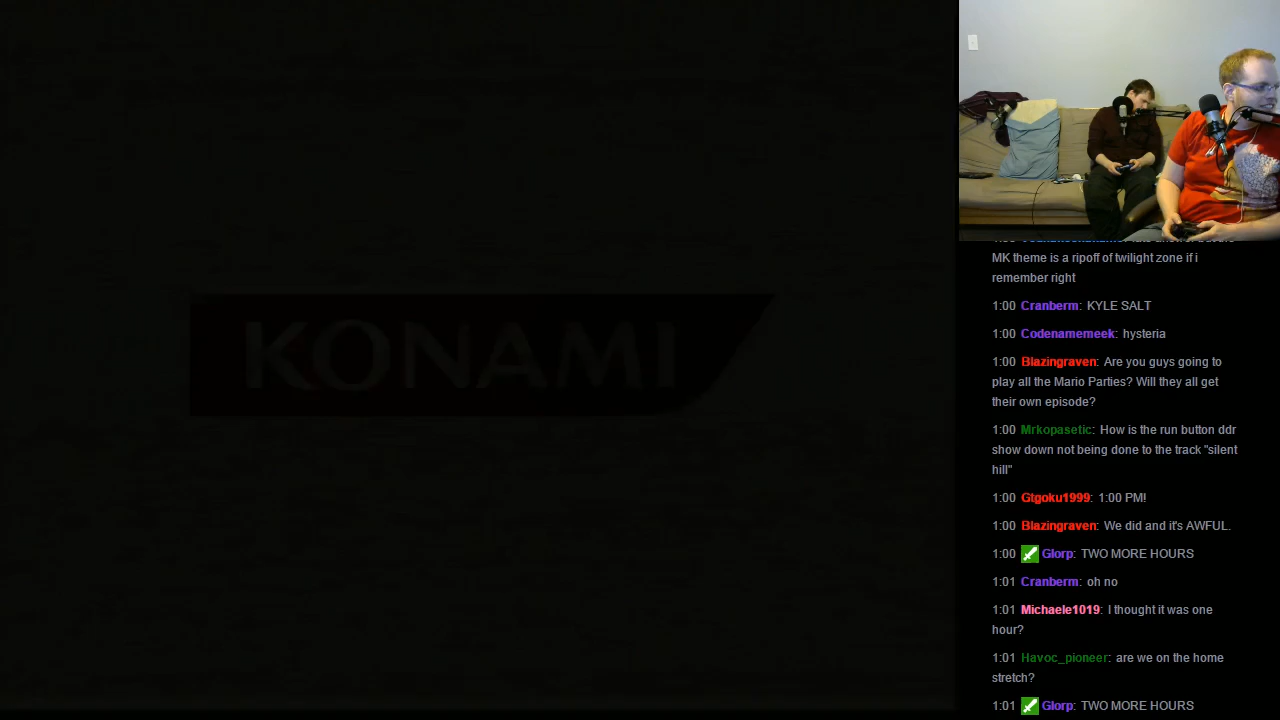 KONAMI
MK theme is a ripoff of twilight zone if i
remember right
1:00 Cranberm: KYLE SALT
1:00 Codenamemeek: hysteria
1:00 Blazingraven: Are you guys going to
play all the Mario Parties? Will they all get
their own episode?
1:00 Mrkopasetic: How is the run button ddr
show down not being done to the track "silent
hill"
1:00 Gtgoku1999: 1:00 PM!
1:00 Blazingraven: We did and it's AWFUL.
1:00 Glorp: TWO MORE HOURS
1:01 Cranberm: oh no
1:01 Michaele1019: I thought it was one
hour?
1:01 Havoc_pioneer: are we on the home
stretch?
1:01 Glorp: TWO MORE HOURS